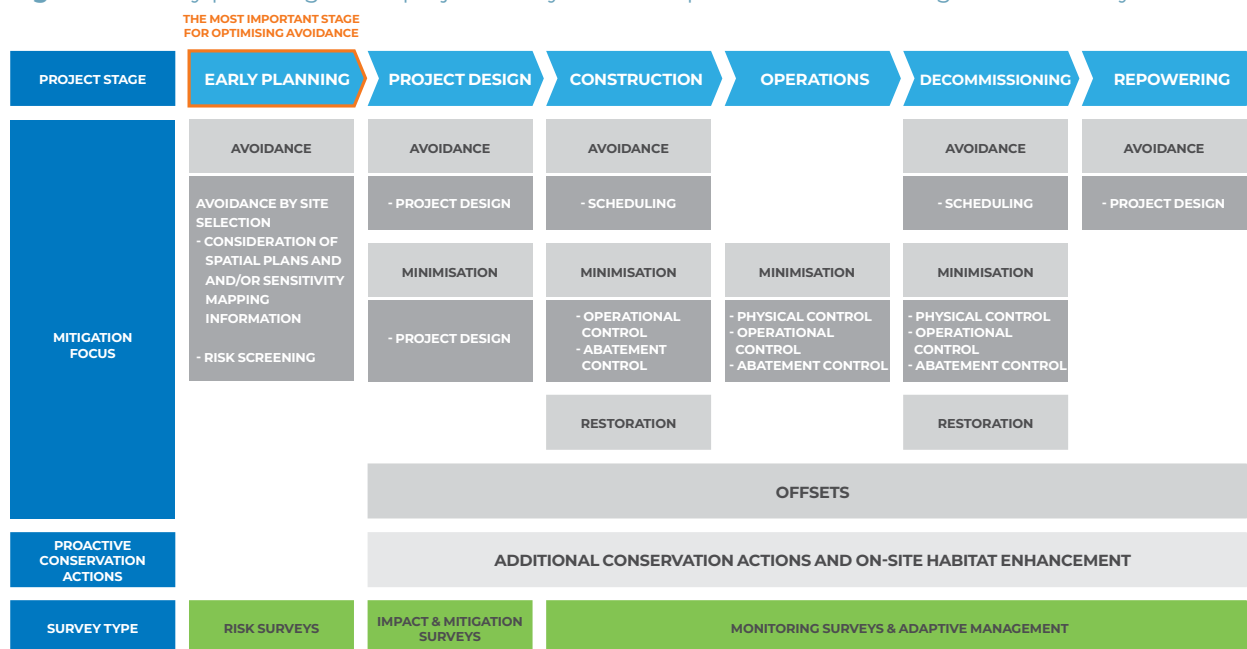 THE MOST IMPORTANT STAGE
FOR OPTIMISING AVOIDANCE
PROJECT STAGE
EARLY PLANNING
PROJECT DESIGN
CONSTRUCTION
OPERATIONS
DECOMMISSIONING
REPOWERING
MITIGATION
FOCUS
AVOIDANCE
AVOIDANCE BY SITE
SELECTION
- CONSIDERATION OF
SPATIAL PLANS AND
AND/OR SENSITIVITY
MAPPING
INFORMATION
- RISK SCREENING
AVOIDANCE
- PROJECT DESIGN
MINIMISATION
- PROJECT DESIGN
AVOIDANCE
- SCHEDULING
MINIMISATION
- OPERATIONAL
CONTROL
- ABATEMENT
CONTROL
RESTORATION
MINIMISATION
- PHYSICAL CONTROL
- OPERATIONAL
CONTROL
- ABATEMENT CONTROL
AVOIDANCE
- SCHEDULING
MINIMISATION
- PHYSICAL CONTROL
- OPERATIONAL
CONTROL
- ABATEMENT CONTROL
RESTORATION
AVOIDANCE
- PROJECT DESIGN
OFFSETS
PROACTIVE
CONSERVATION
ACTIONS
ADDITIONAL CONSERVATION ACTIONS AND ON-SITE HABITAT ENHANCEMENT
SURVEY TYPE
RISK SURVEYS
IMPACT & MITIGATION
SURVEYS
MONITORING SURVEYS & ADAPTIVE MANAGEMENT